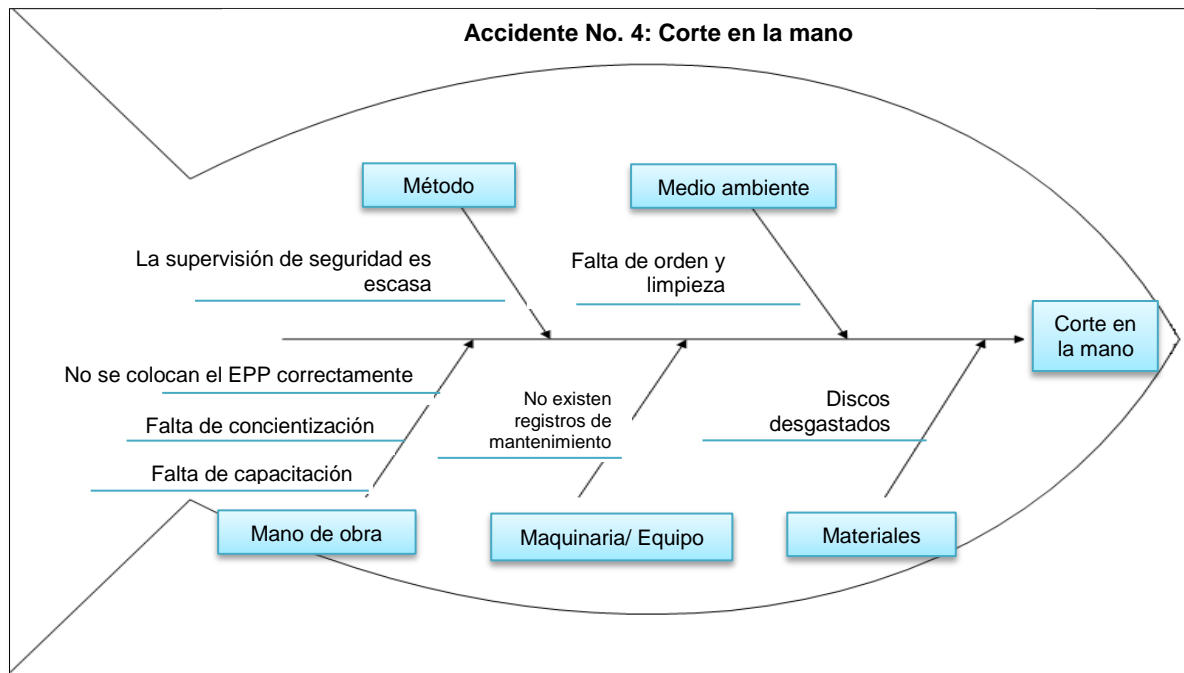 Accidente No. 4: Corte en la mano
Método
Medio ambiente
La supervisión de seguridad es
escasa
Falta de orden y
limpieza
Corte en
la mano
No se colocan el EPP correctamente
Falta de concientización
Falta de capacitación
No existen
registros de
mantenimiento
Discos
desgastados
Mano de obra
Maquinaria/ Equipo
Materiales